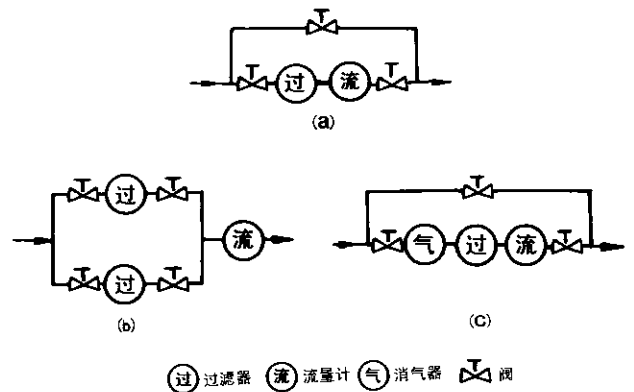 过 流
(a)
过
流
过
(b)
气 过 流
(C)
过 过滤器 流 流量计 气 消气器 阀